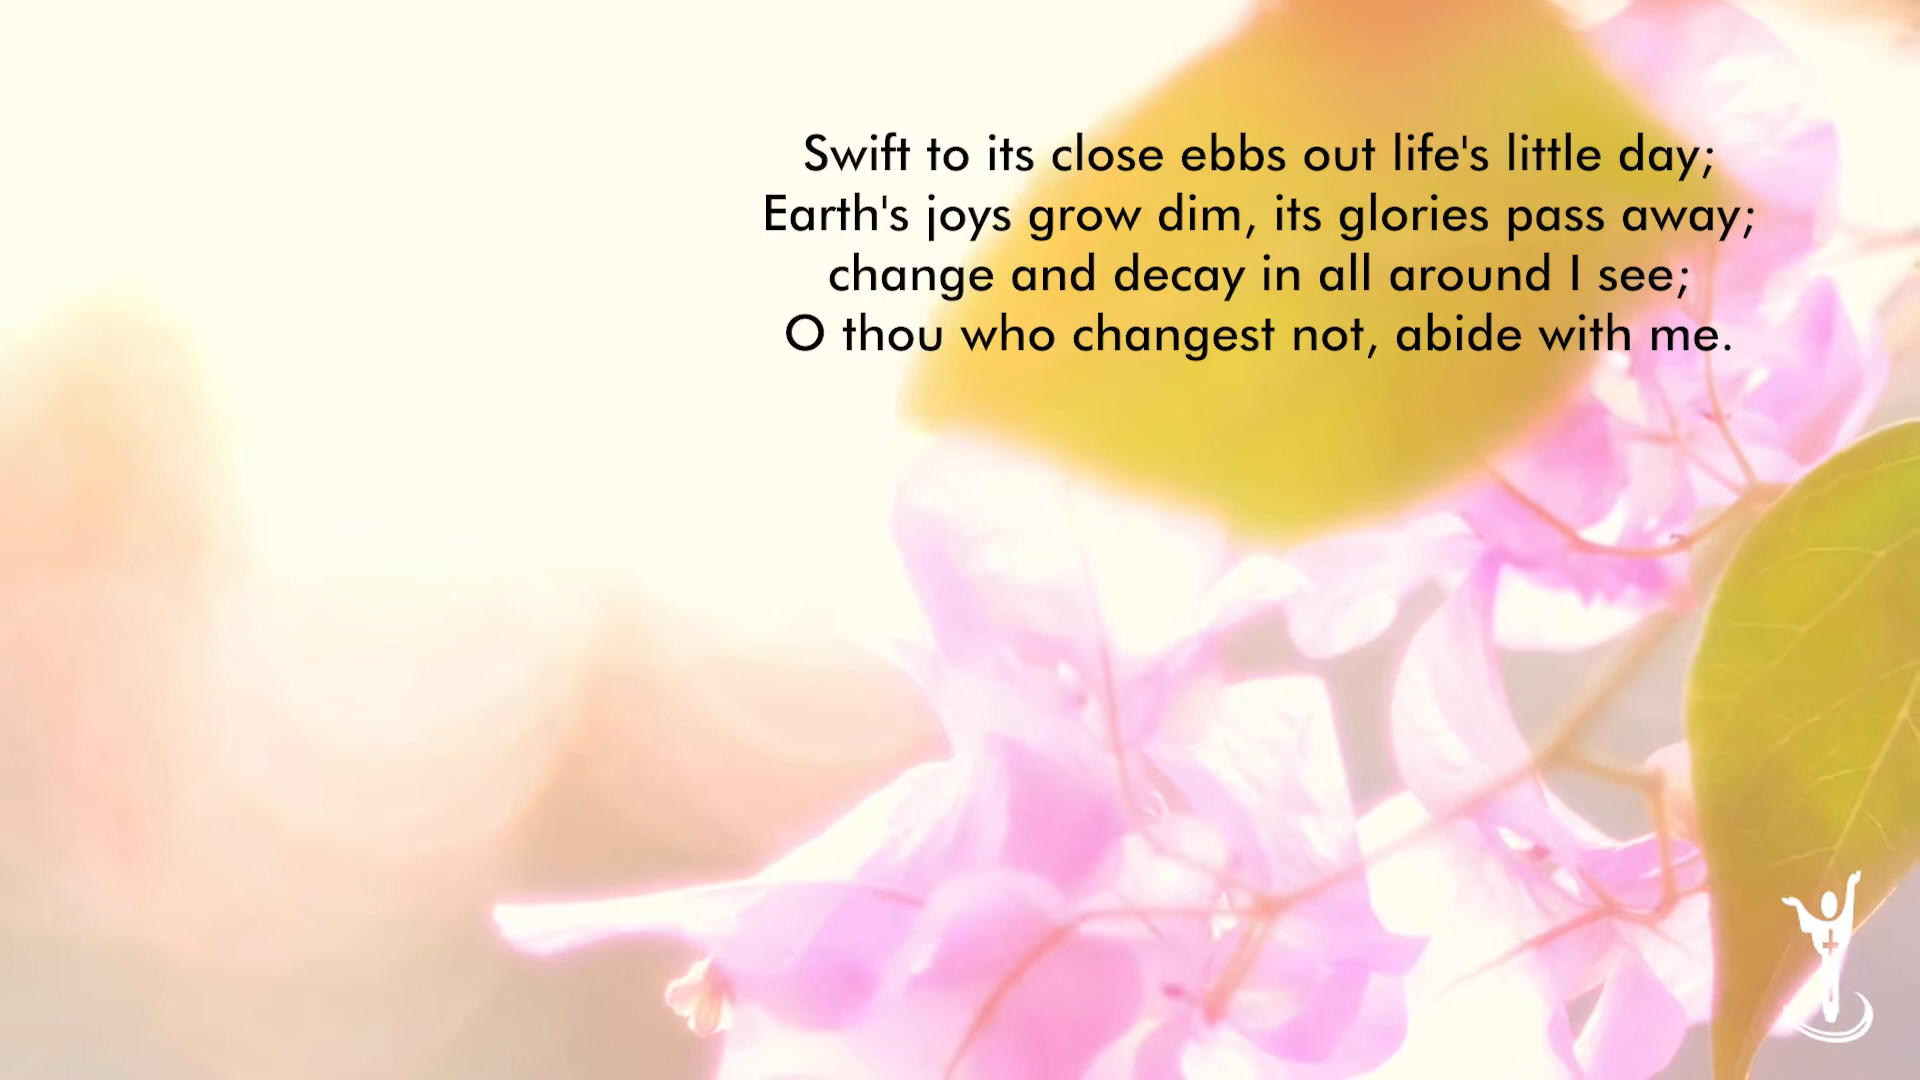 Swift to its close ebbs out life's little day;
Earth's joys grow dim, its glories pass away;
change and decay in all around I see;
O thou who changest not, abide with me.